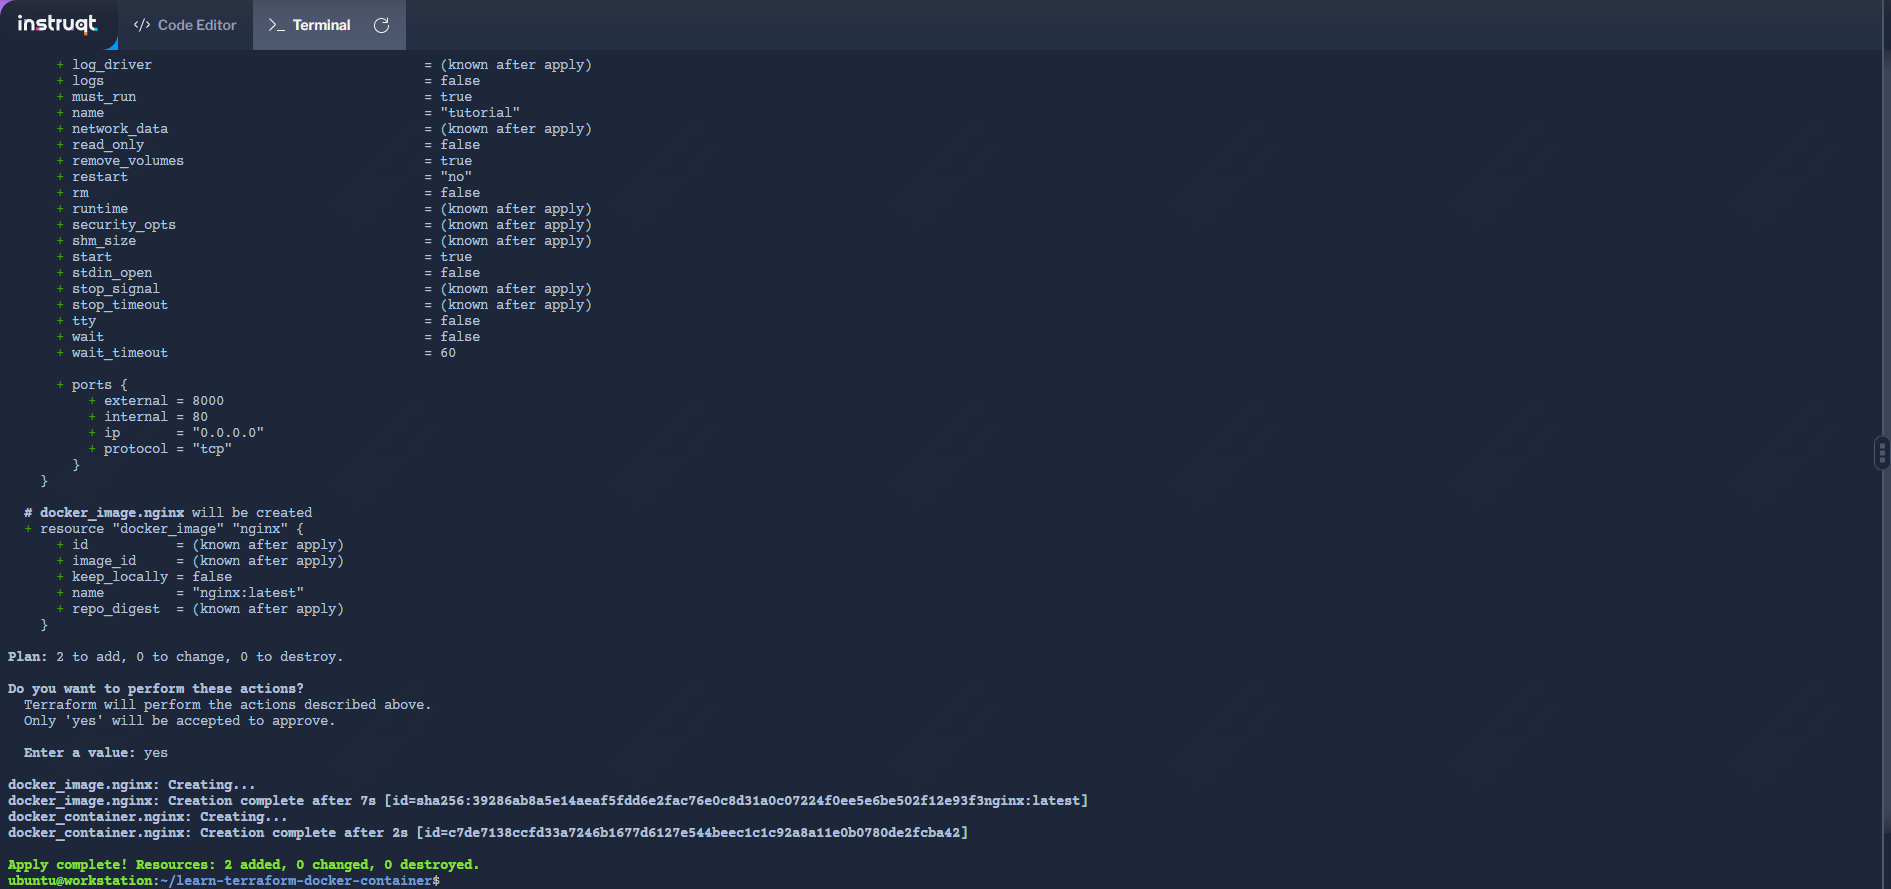 instruqt
</> Code Editor
>_ Terminal
+ log_driver = (known after apply)
+ logs = false
+ must_run = true
+ name = "tutorial"
+ network_data = (known after apply)
+ read_only = false
+ remove_volumes = true
+ restart = "no"
+ rm = false
+ runtime = (known after apply)
+ security_opts = (known after apply)
+ shm_size = (known after apply)
+ start = true
+ stdin_open = false
+ stop_signal = (known after apply)
+ stop_timeout = (known after apply)
+ tty = false
+ wait = false
+ wait_timeout = 60
+ ports {
+ external = 8000
+ internal = 80
+ ip = "0.0.0.0"
+ protocol = "tcp"
}
}
# docker_image.nginx will be created
+ resource "docker_image" "nginx" {
+ id = (known after apply)
+ image_id = (known after apply)
+ keep_locally = false
+ name = "nginx:latest"
+ repo_digest = (known after apply)
}
Plan: 2 to add, 0 to change, 0 to destroy.
Do you want to perform these actions?
Terraform will perform the actions described above.
Only 'yes' will be accepted to approve.
Enter a value: yes
docker_image.nginx: Creating...
docker_image.nginx: Creation complete after 7s [id=sha256:39286ab8a5e14aeaf5fdd6e2fac76e0c8d31a0c07224f0ee5e6be502f12e93f3nginx:latest]
docker_container.nginx: Creating...
docker_container.nginx: Creation complete after 2s [id=c7de7138ccfd33a7246b1677d6127e544beec1c1c92a8a11e0b0780de2fcba42]
Apply complete! Resources: 2 added, 0 changed, 0 destroyed.
ubuntu@workstation:~/learn-terraform-docker-container$